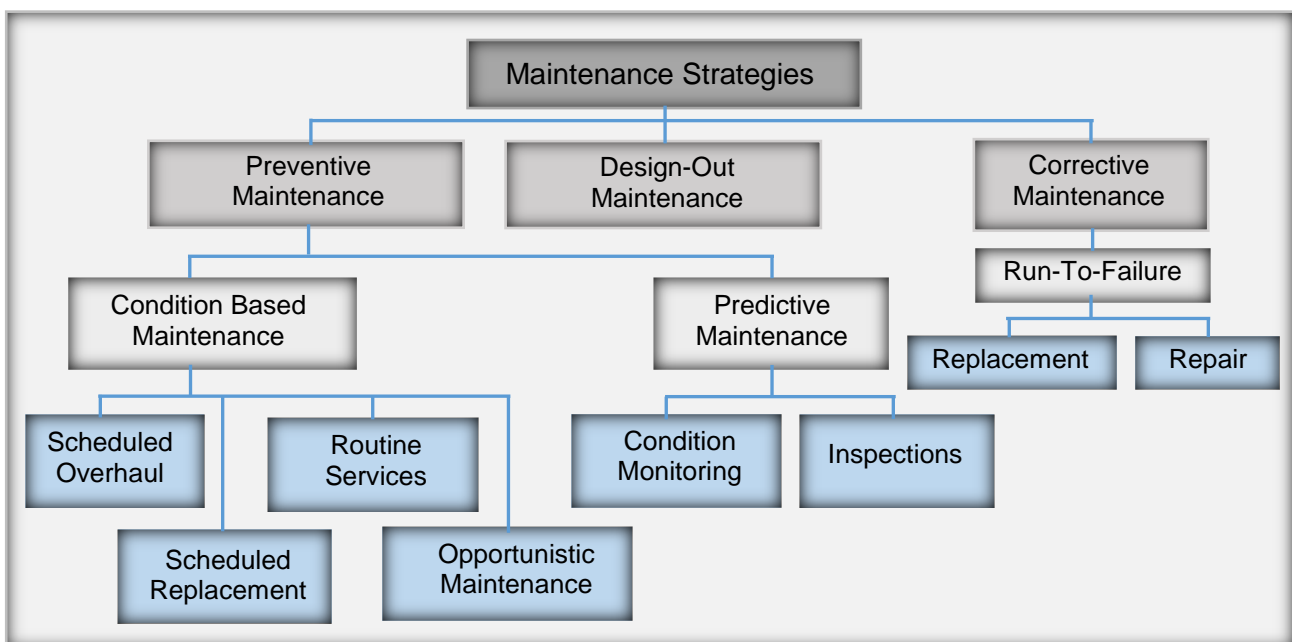 Maintenance Strategies
Preventive
Maintenance
Design-Out
Maintenance
Corrective
Maintenance
Run-To-Failure
Condition Based
Maintenance
Predictive
Maintenance
Replacement
Repair
Scheduled
Overhaul
Routine
Services
Condition
Monitoring
Inspections
Scheduled
Replacement
Opportunistic
Maintenance